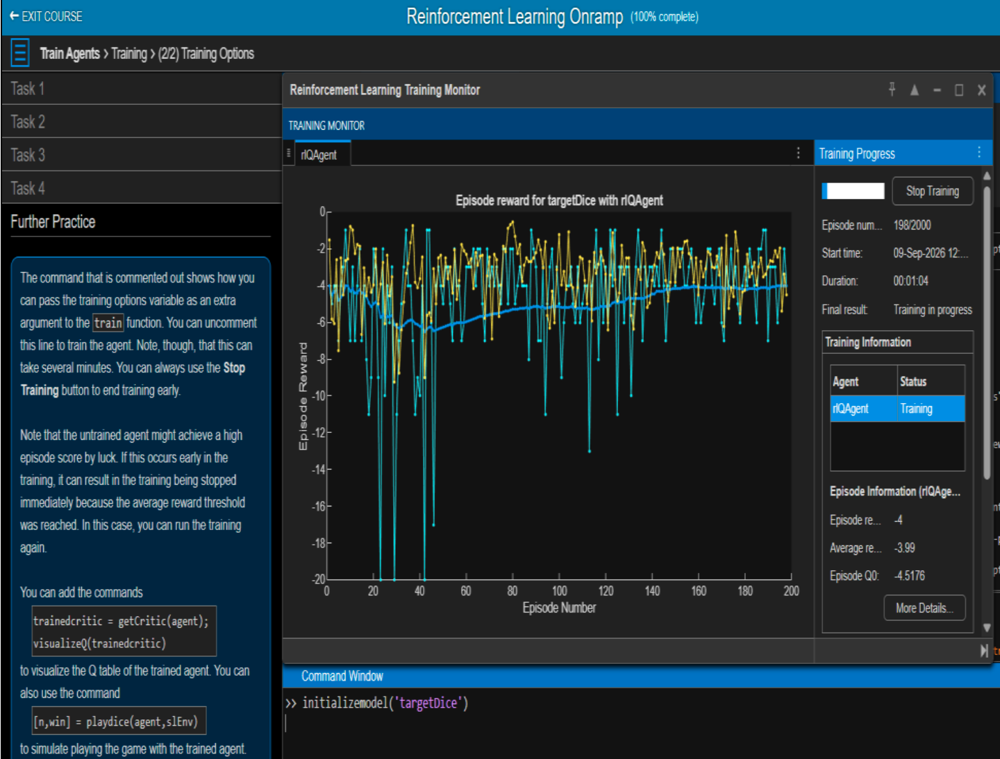 ← EXIT COURSE
Reinforcement Learning Onramp (100% complete)
Train Agents > Training > (2/2) Training Options
Task 1
Task 2
Task 3
Task 4
Further Practice
The command that is commented out shows how you
can pass the training options variable as an extra
argument to the train function. You can uncomment
this line to train the agent. Note, though, that this can
take several minutes. You can always use the Stop
Training button to end training early.
Note that the untrained agent might achieve a high
episode score by luck. If this occurs early in the
training, it can result in the training being stopped
immediately because the average reward threshold
was reached. In this case, you can run the training
again.
You can add the commands
trainedcritic = getCritic(agent);
visualizeQ(trainedcritic)
to visualize the Q table of the trained agent. You can
also use the command
[n,win] = playdice(agent,slEnv)
to simulate playing the game with the trained agent.
Reinforcement Learning Training Monitor
TRAINING MONITOR
rlQAgent
Episode reward for targetDice with rlQAgent
Episode Reward
0
-2
-4
-6
-8
-10
-12
-14
-16
-18
-20
0 20 40 60 80 100 120 140 160 180 200
Episode Number
Training Progress
Stop Training
Episode num... 198/2000
Start time: 09-Sep-2026 12:...
Duration: 00:01:04
Final result: Training in progress
Training Information
Agent Status
rlQAgent Training
Episode Information (rlQAge...
Episode re... -4
Average re... -3.99
Episode Q0: -4.5176
More Details...
Command Window
>> initializemodel('targetDice')